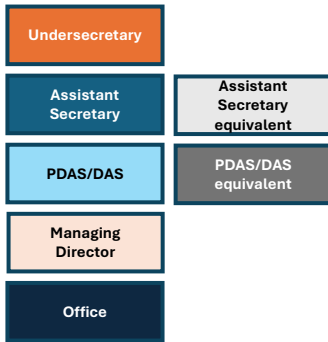 Undersecretary
Assistant
Secretary
Assistant
Secretary
equivalent
PDAS/DAS
PDAS/DAS
equivalent
Managing
Director
Office